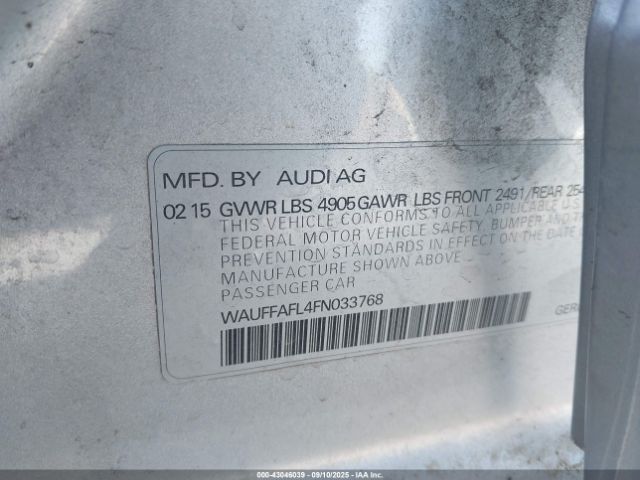 MFD. BY AUDI AG
02 15 GVWR LBS 4905 GAWR LBS FRONT 2491/REAR
THIS VEHICLE CONFORMS TO ALL APPLICABLE U.S
FEDERAL MOTOR VEHICLE SAFETY, BUMPER AND
PREVENTION STANDARDS IN EFFECT ON THE DATE
MANUFACTURE SHOWN ABOVE
PASSENGER CAR
WAUFFAFL4FN033768
000-43046039 - 09/10/2025 - IAAI.COM